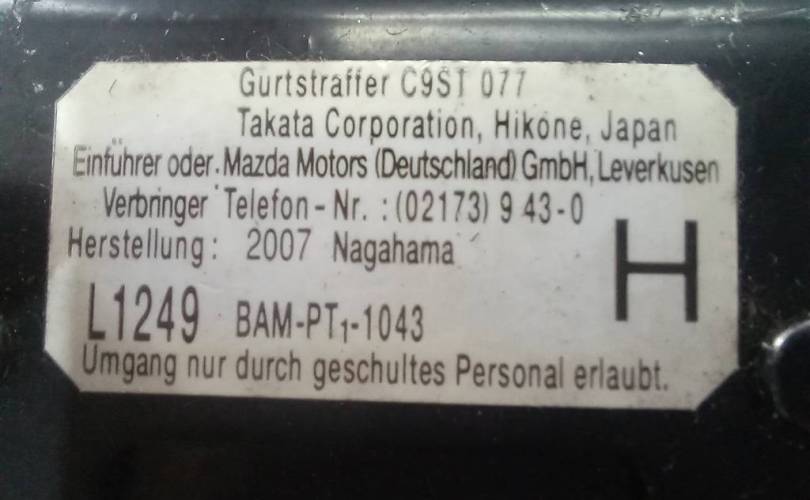 Gurtstraffer C9ST 077
Takata Corporation, Hikone, Japan
Einführer oder. Mazda Motors (Deutschland) GmbH, Leverkusen
Verbringer Telefon - Nr. : (02173) 9 43-0
Herstellung: 2007 Nagahama
H
L1249 BAM-PT₁-1043
Umgang nur durch geschultes Personal erlaubt.